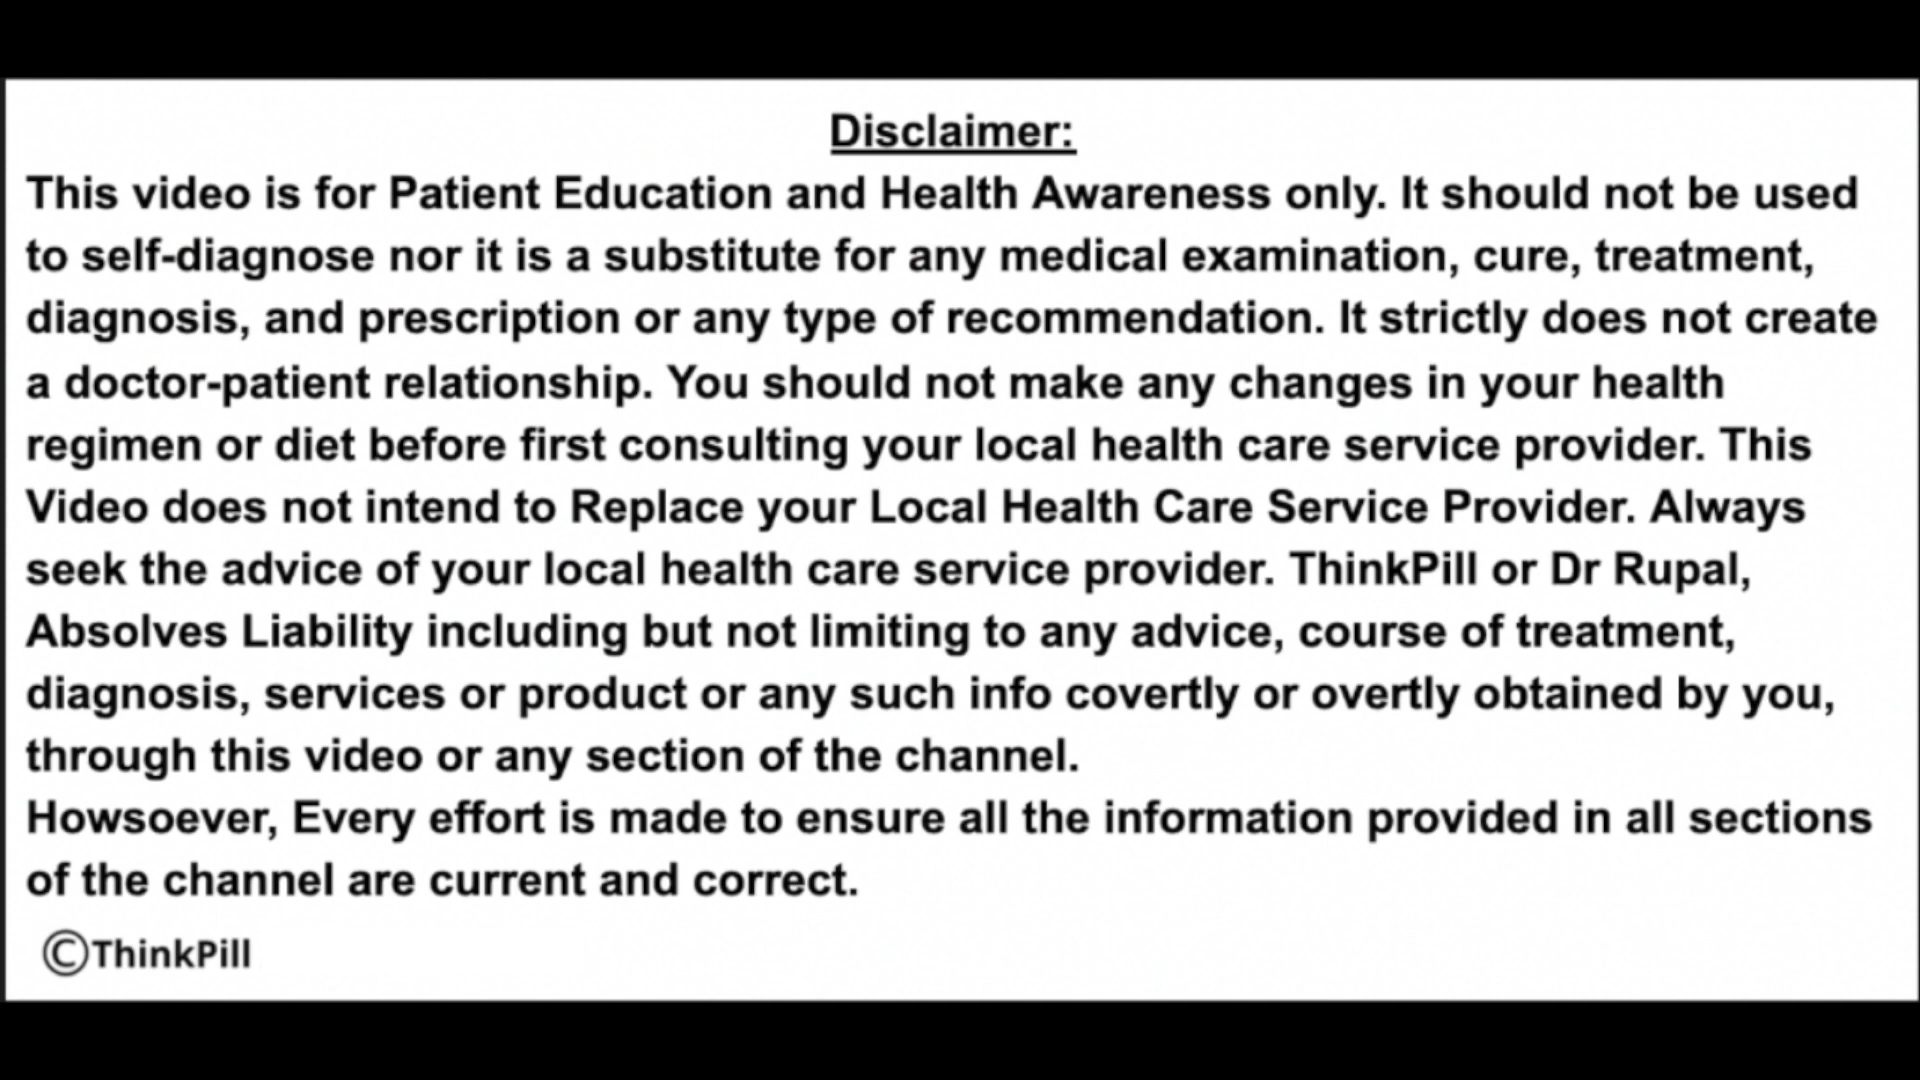 Disclaimer:
This video is for Patient Education and Health Awareness only. It should not be used
to self-diagnose nor it is a substitute for any medical examination, cure, treatment,
diagnosis, and prescription or any type of recommendation. It strictly does not create
a doctor-patient relationship. You should not make any changes in your health
regimen or diet before first consulting your local health care service provider. This
Video does not intend to Replace your Local Health Care Service Provider. Always
seek the advice of your local health care service provider. ThinkPill or Dr Rupal,
Absolves Liability including but not limiting to any advice, course of treatment,
diagnosis, services or product or any such info covertly or overtly obtained by you,
through this video or any section of the channel.
Howsoever, Every effort is made to ensure all the information provided in all sections
of the channel are current and correct.
©ThinkPill